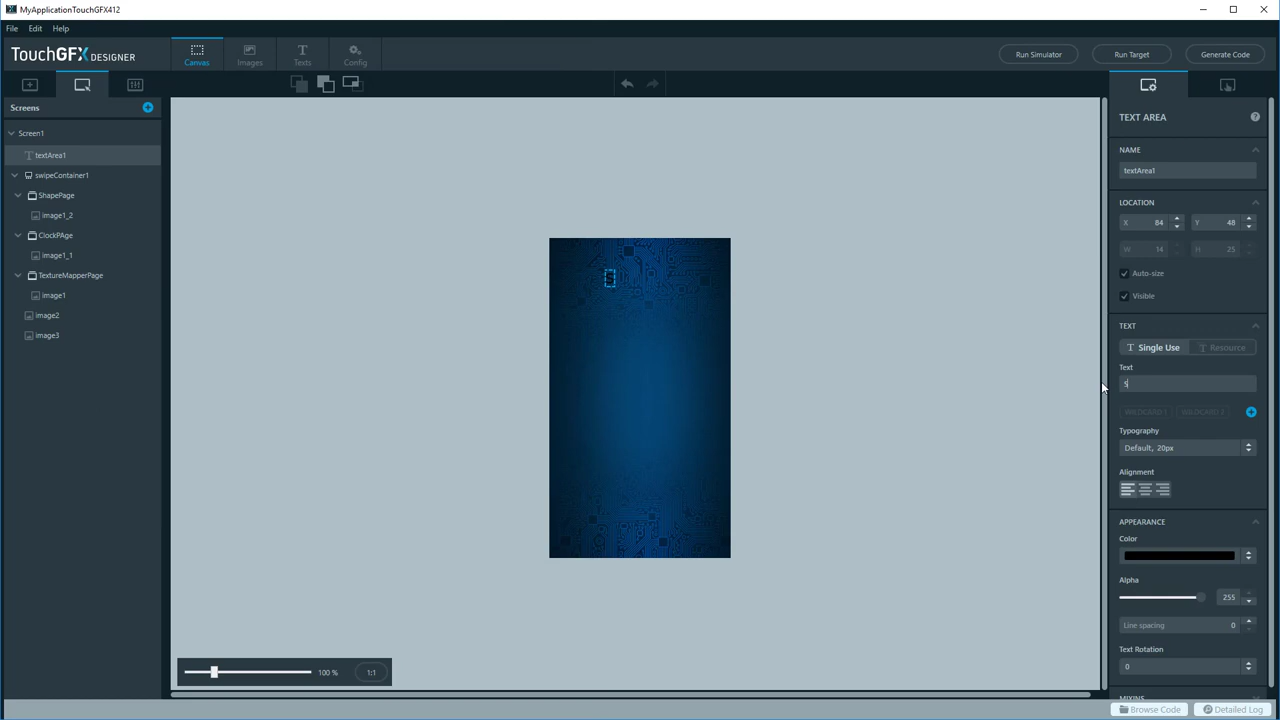 MyApplicationTouchGFX412
File Edit Help
TouchGFX DESIGNER
Canvas Images Texts Config
Run Simulator Run Target Generate Code
Screens
Screen1
textArea1
swipeContainer1
ShapePage
image1_2
ClockPAge
image1_1
TextureMapperPage
image1
image2
image3
100 %
1:1
TEXT AREA
NAME
textArea1
LOCATION
X 84 Y 48
W 14 H 25
Auto-size
Visible
TEXT
Single Use Resource
Text
S
WILDCARD 1 WILDCARD 2
Typography
Default, 20px
Alignment
APPEARANCE
Color
Alpha
255
Line spacing 0
Text Rotation
0
MIXINS
Browse Code Detailed Log